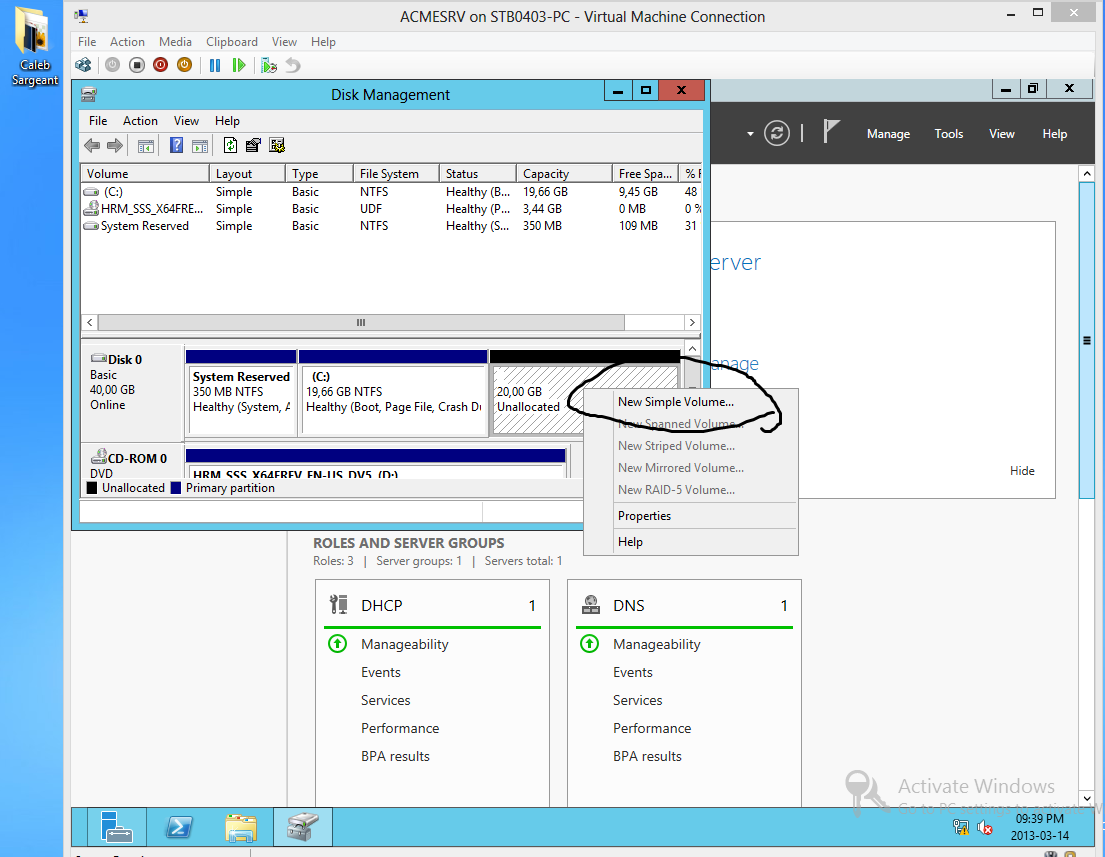 ACMESRV on STB0403-PC - Virtual Machine Connection
Caleb
Sargeant
File Action Media Clipboard View Help
Disk Management
File Action View Help
Manage Tools View Help
Volume Layout Type File System Status Capacity Free Spa... % F
(C:) Simple Basic NTFS Healthy (B... 19,66 GB 9,45 GB 48
HRM_SSS_X64FRE... Simple Basic UDF Healthy (P... 3,44 GB 0 MB 0 %
System Reserved Simple Basic NTFS Healthy (S... 350 MB 109 MB 31
erver
anage
Hide
Disk 0
Basic
40,00 GB
Online
System Reserved
350 MB NTFS
Healthy (System, A
(C:)
19,66 GB NTFS
Healthy (Boot, Page File, Crash Du
20,00 GB
Unallocated
New Simple Volume...
New Spanned Volume...
New Striped Volume...
New Mirrored Volume...
New RAID-5 Volume...
Properties
Help
CD-ROM 0
DVD
HRM_SSS_X64FREV_EN-US_DV5 (D:)
Unallocated Primary partition
ROLES AND SERVER GROUPS
Roles: 3 | Server groups: 1 | Servers total: 1
DHCP 1
Manageability
Events
Services
Performance
BPA results
DNS 1
Manageability
Events
Services
Performance
BPA results
Activate Windows
Go to PC settings to activate W
09:39 PM
2013-03-14